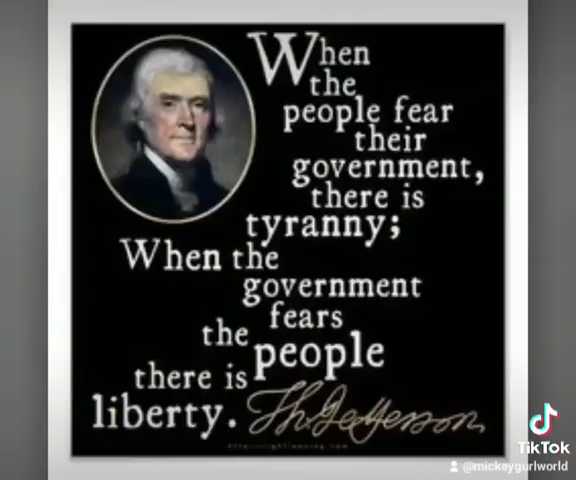 When
the
people fear
their
government,
there is
tyranny;
When the
government
fears
the people
there is
liberty. Th. Jefferson
TikTok
@mickeygurlworld